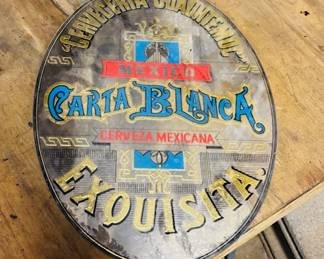 CERVECERIA CUAUHTEMOC
MEXICO
CARTA BLANCA
CERVEZA MEXICANA
EXQUISITA